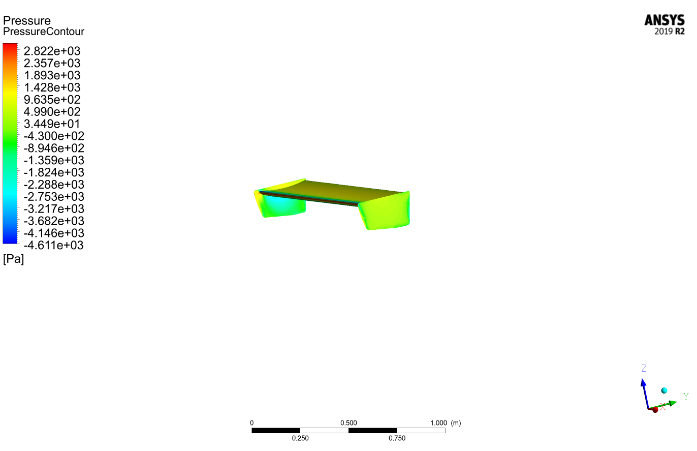 Pressure
PressureContour
ANSYS
2019 R2
2.822e+03
2.357e+03
1.893e+03
1.428e+03
9.635e+02
4.990e+02
3.449e+01
-4.300e+02
-8.946e+02
-1.359e+03
-1.824e+03
-2.288e+03
-2.753e+03
-3.217e+03
-3.682e+03
-4.146e+03
-4.611e+03
[Pa]
Z
Y
X
0 0.500 1.000 (m)
0.250 0.750